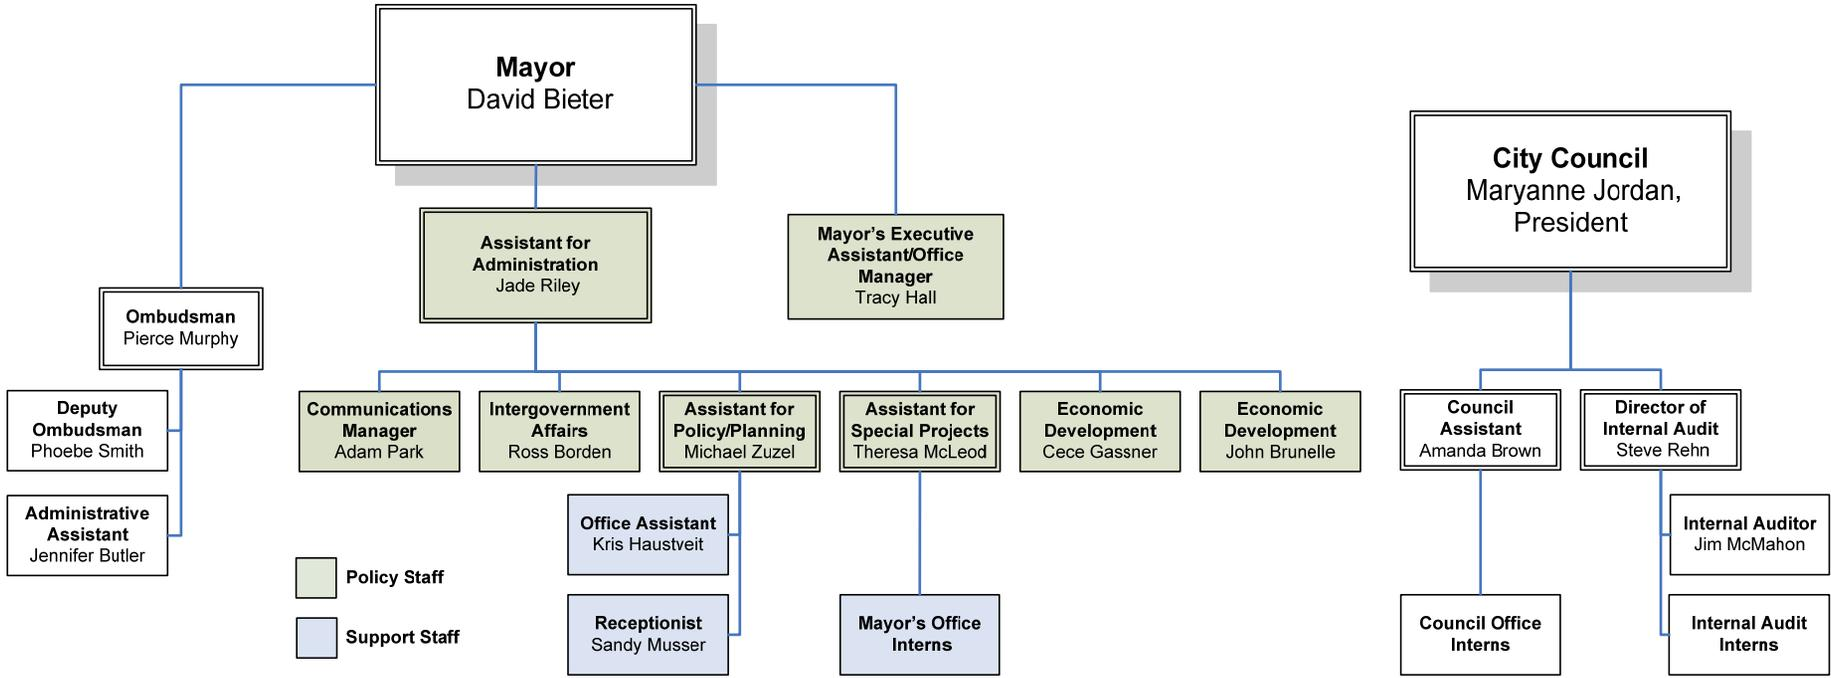 Mayor
David Bieter
City Council
Maryanne Jordan,
President
Assistant for
Administration
Jade Riley
Mayor’s Executive
Assistant/Office
Manager
Tracy Hall
Ombudsman
Pierce Murphy
Deputy
Ombudsman
Phoebe Smith
Administrative
Assistant
Jennifer Butler
Communications
Manager
Adam Park
Intergovernment
Affairs
Ross Borden
Assistant for
Policy/Planning
Michael Zuzel
Assistant for
Special Projects
Theresa McLeod
Economic
Development
Cece Gassner
Economic
Development
John Brunelle
Council
Assistant
Amanda Brown
Director of
Internal Audit
Steve Rehn
Office Assistant
Kris Haustveit
Receptionist
Sandy Musser
Mayor’s Office
Interns
Council Office
Interns
Internal Auditor
Jim McMahon
Internal Audit
Interns
Policy Staff
Support Staff